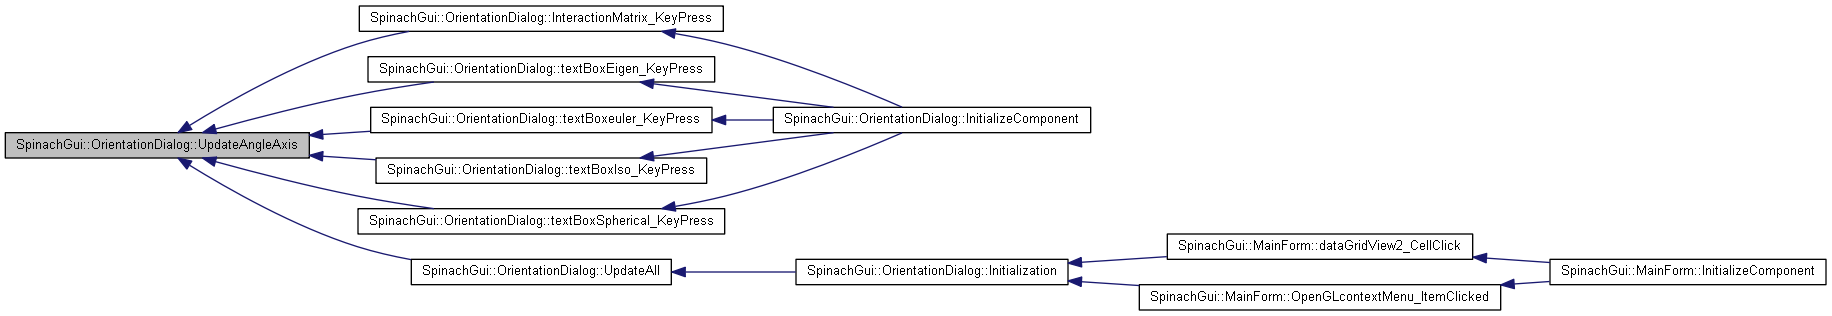 SpinachGui::OrientationDialog::InteractionMatrix_KeyPress
SpinachGui::OrientationDialog::textBoxEigen_KeyPress
SpinachGui::OrientationDialog::textBoxeuler_KeyPress
SpinachGui::OrientationDialog::InitializeComponent
SpinachGui::OrientationDialog::UpdateAngleAxis
SpinachGui::OrientationDialog::textBoxIso_KeyPress
SpinachGui::OrientationDialog::textBoxSpherical_KeyPress
SpinachGui::MainForm::dataGridView2_CellClick
SpinachGui::OrientationDialog::UpdateAll
SpinachGui::OrientationDialog::Initialization
SpinachGui::MainForm::InitializeComponent
SpinachGui::MainForm::OpenGLcontextMenu_ItemClicked